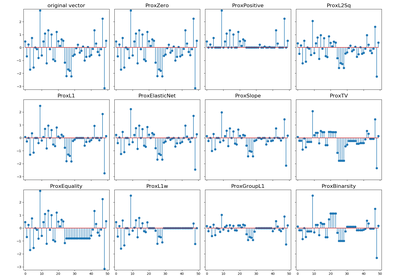 original vector ProxZero ProxPositive ProxL2Sq
ProxL1 ProxElasticNet ProxSlope ProxTV
ProxEquality ProxL1w ProxGroupL1 ProxBinarsity